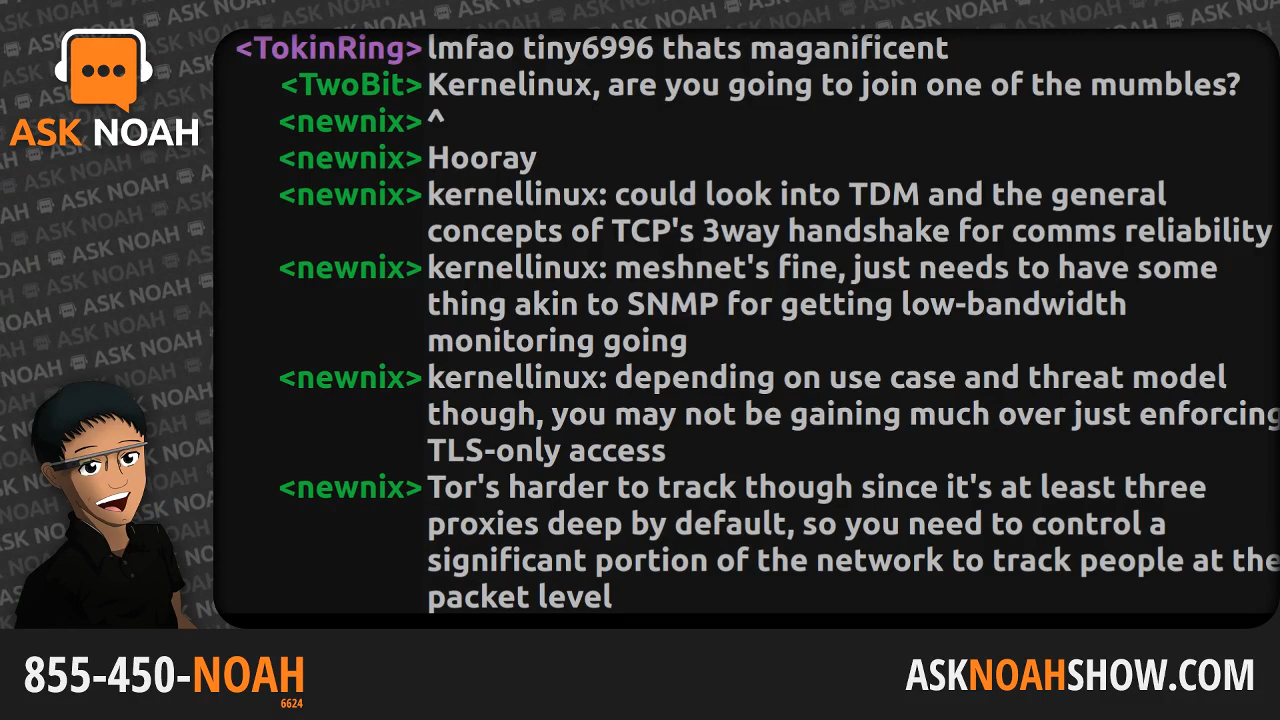 ASK NOAH
<TokinRing> lmfao tiny6996 thats maganificent
<TwoBit> Kernelinux, are you going to join one of the mumbles?
<newnix> ^
<newnix> Hooray
<newnix> kernellinux: could look into TDM and the general
concepts of TCP's 3way handshake for comms reliability
<newnix> kernellinux: meshnet's fine, just needs to have some
thing akin to SNMP for getting low-bandwidth
monitoring going
<newnix> kernellinux: depending on use case and threat model
though, you may not be gaining much over just enforcing
TLS-only access
<newnix> Tor's harder to track though since it's at least three
proxies deep by default, so you need to control a
significant portion of the network to track people at the
packet level
855-450-NOAH
6624
ASKNOAHSHOW.COM